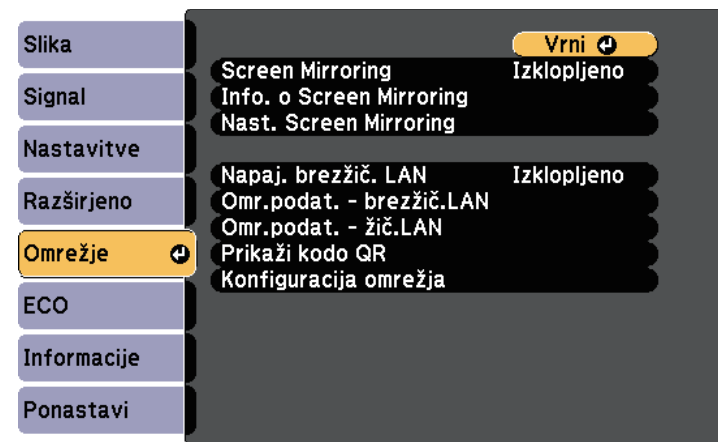 Slika
Signal
Nastavitve
Razširjeno
Omrežje
ECO
Informacije
Ponastavi
Vrni
Screen Mirroring Izklopljeno
Info. o Screen Mirroring
Nast. Screen Mirroring
Napaj. brezžič. LAN Izklopljeno
Omr.podat. - brezžič.LAN
Omr.podat. - žič.LAN
Prikaži kodo QR
Konfiguracija omrežja